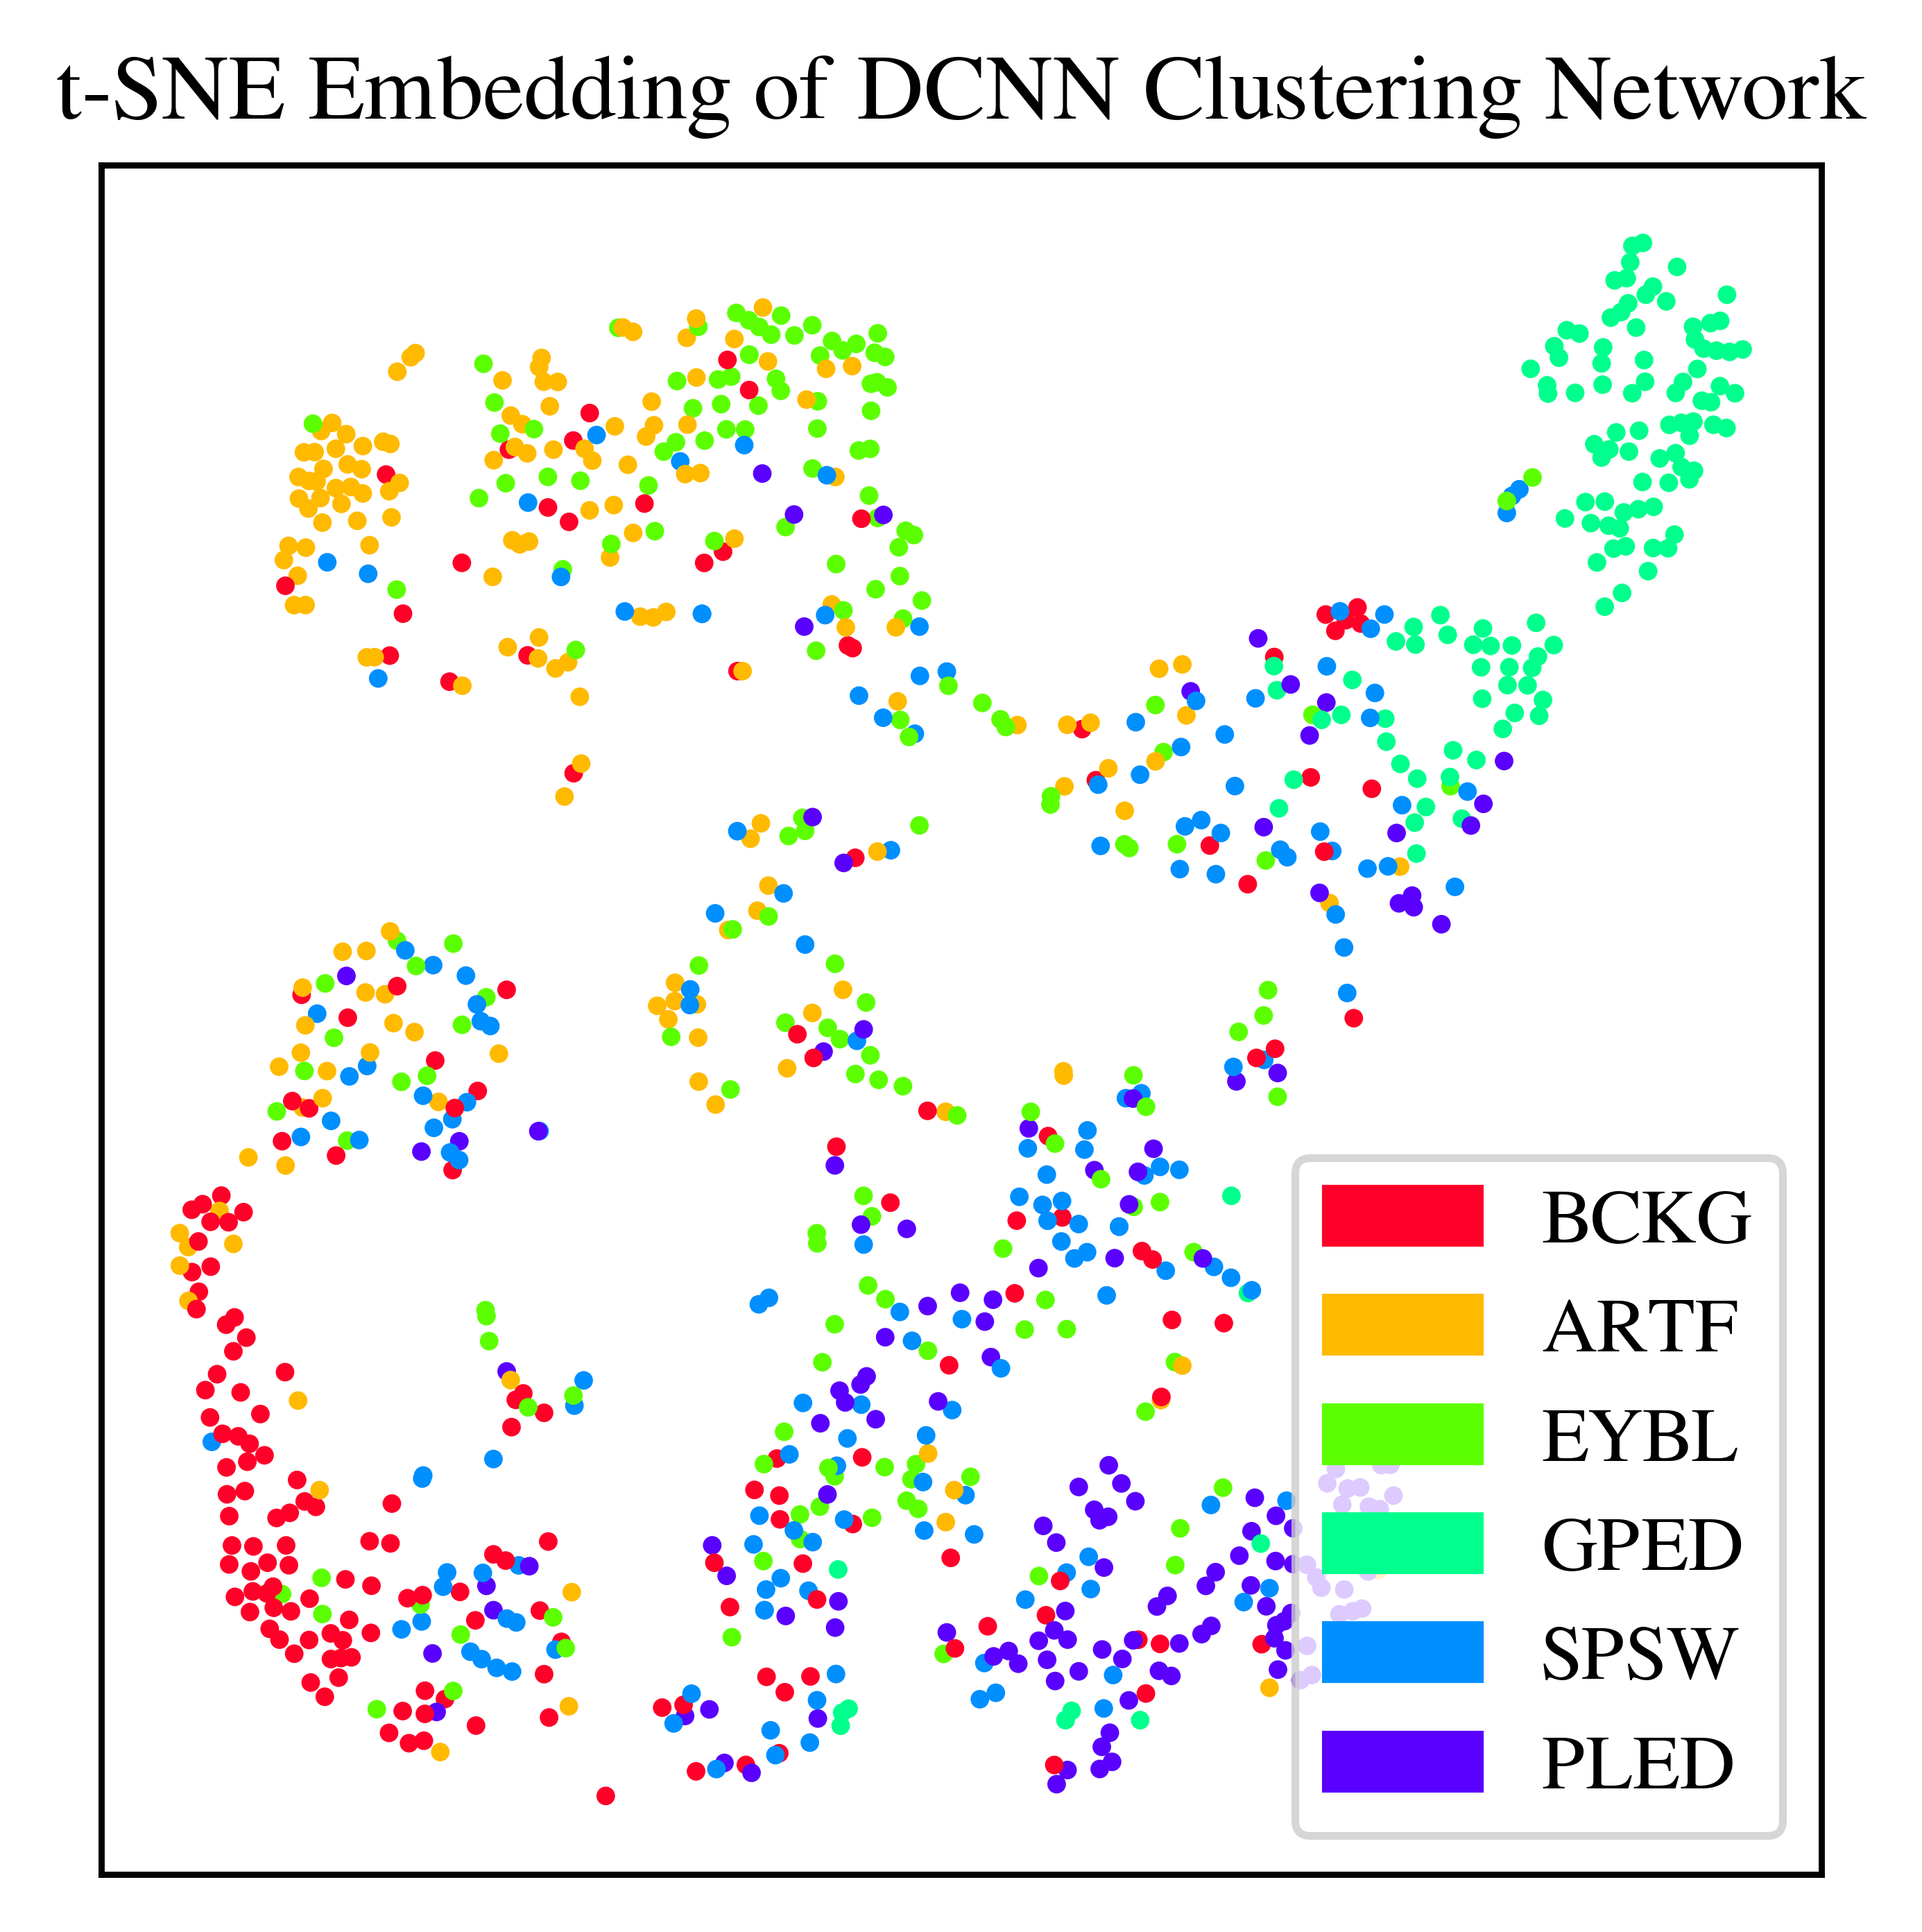 t-SNE Embedding of DCNN Clustering Network
BCKG
ARTF
EYBL
GPED
SPSW
PLED